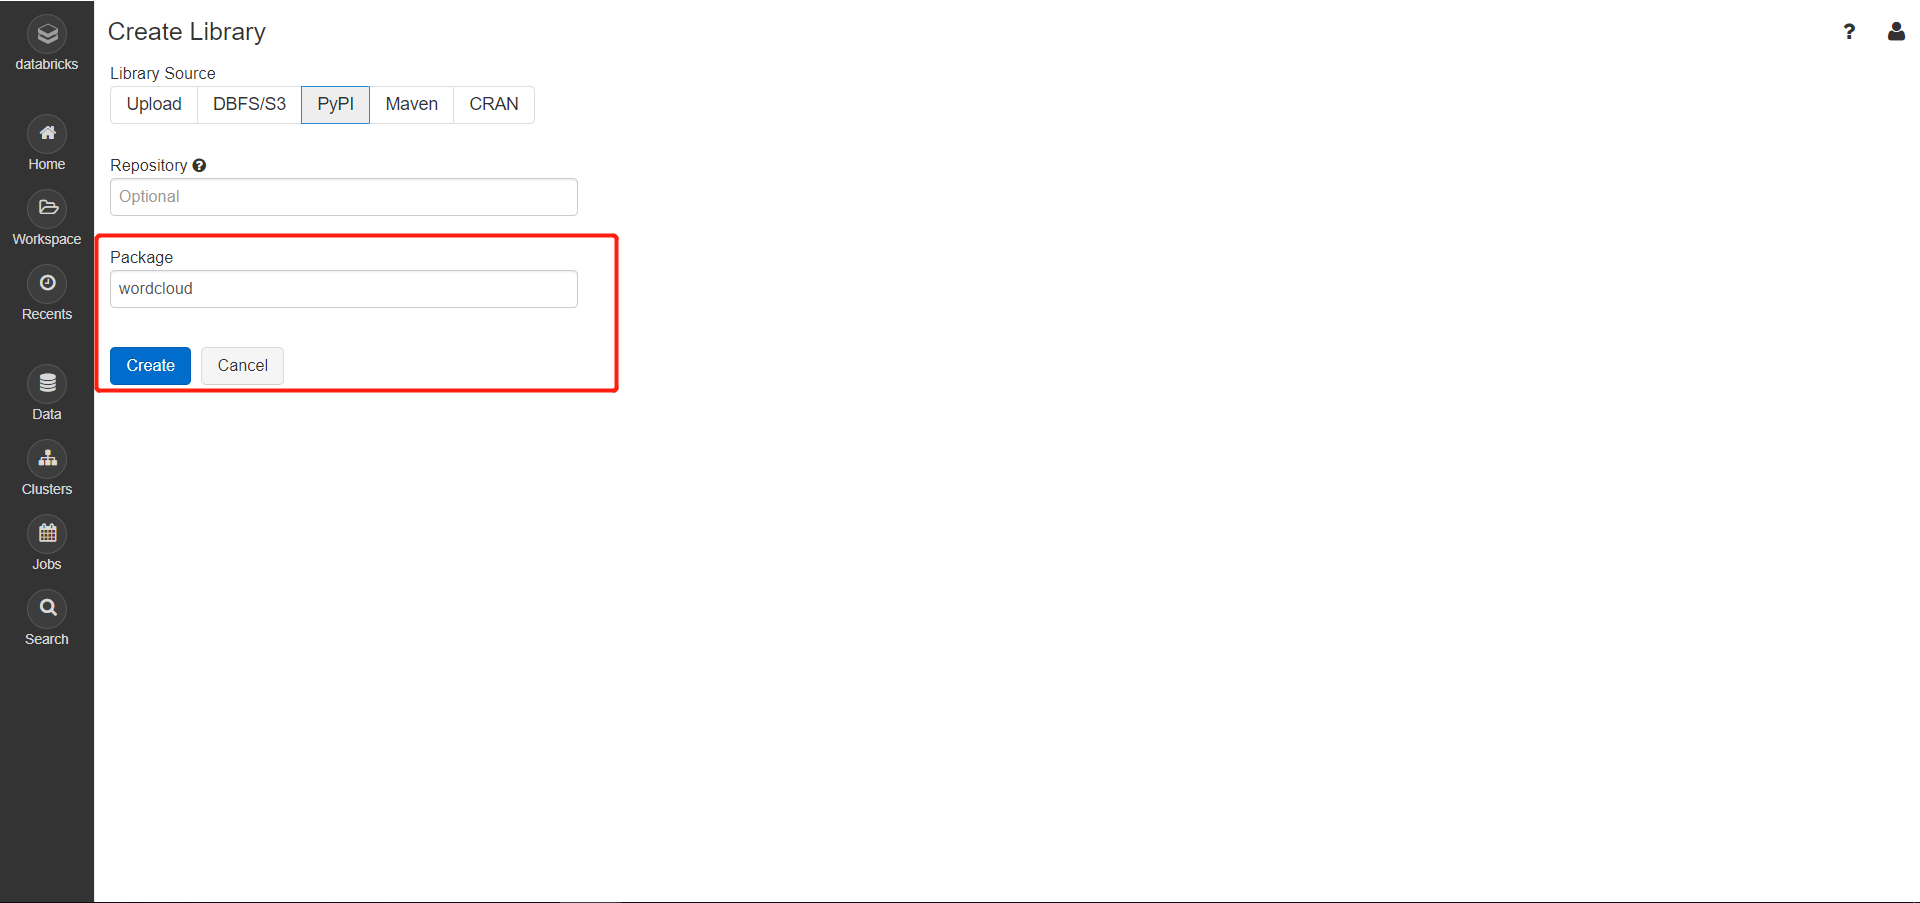 databricks
Home
Workspace
Recents
Data
Clusters
Jobs
Search
Create Library
?
Library Source
Upload DBFS/S3 PyPI Maven CRAN
Repository ?
Optional
Package
wordcloud
Create Cancel